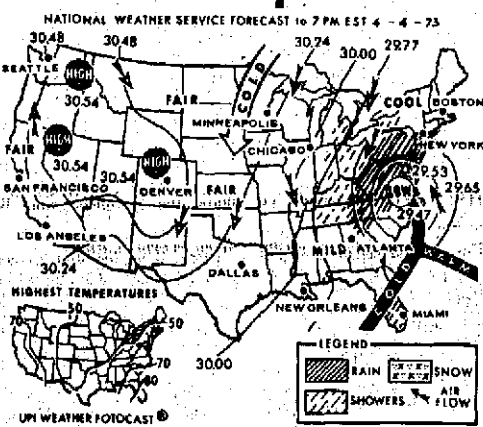 NATIONAL WEATHER SERVICE FORECAST to 7 PM EST 4 - 4 - 73
30.48
30.48
30.24
30.00
29.77
SEATTLE
HIGH
30.54
FAIR
COLD
COOL
BOSTON
MINNEAPOLIS
NEW YORK
HIGH
CHICAGO
FAIR
30.54
HIGH
30.54
29.53
29.65
SAN FRANCISCO
DENVER
FAIR
29.47
LOS ANGELES
MILD
ATLANTA
30.24
DALLAS
COLD
WARM
HIGHEST TEMPERATURES
NEW ORLEANS
MIAMI
50
70
50
70
80
30.00
LEGEND
RAIN
SNOW
SHOWERS
AIR FLOW
UPI WEATHER FOTOCAST ®